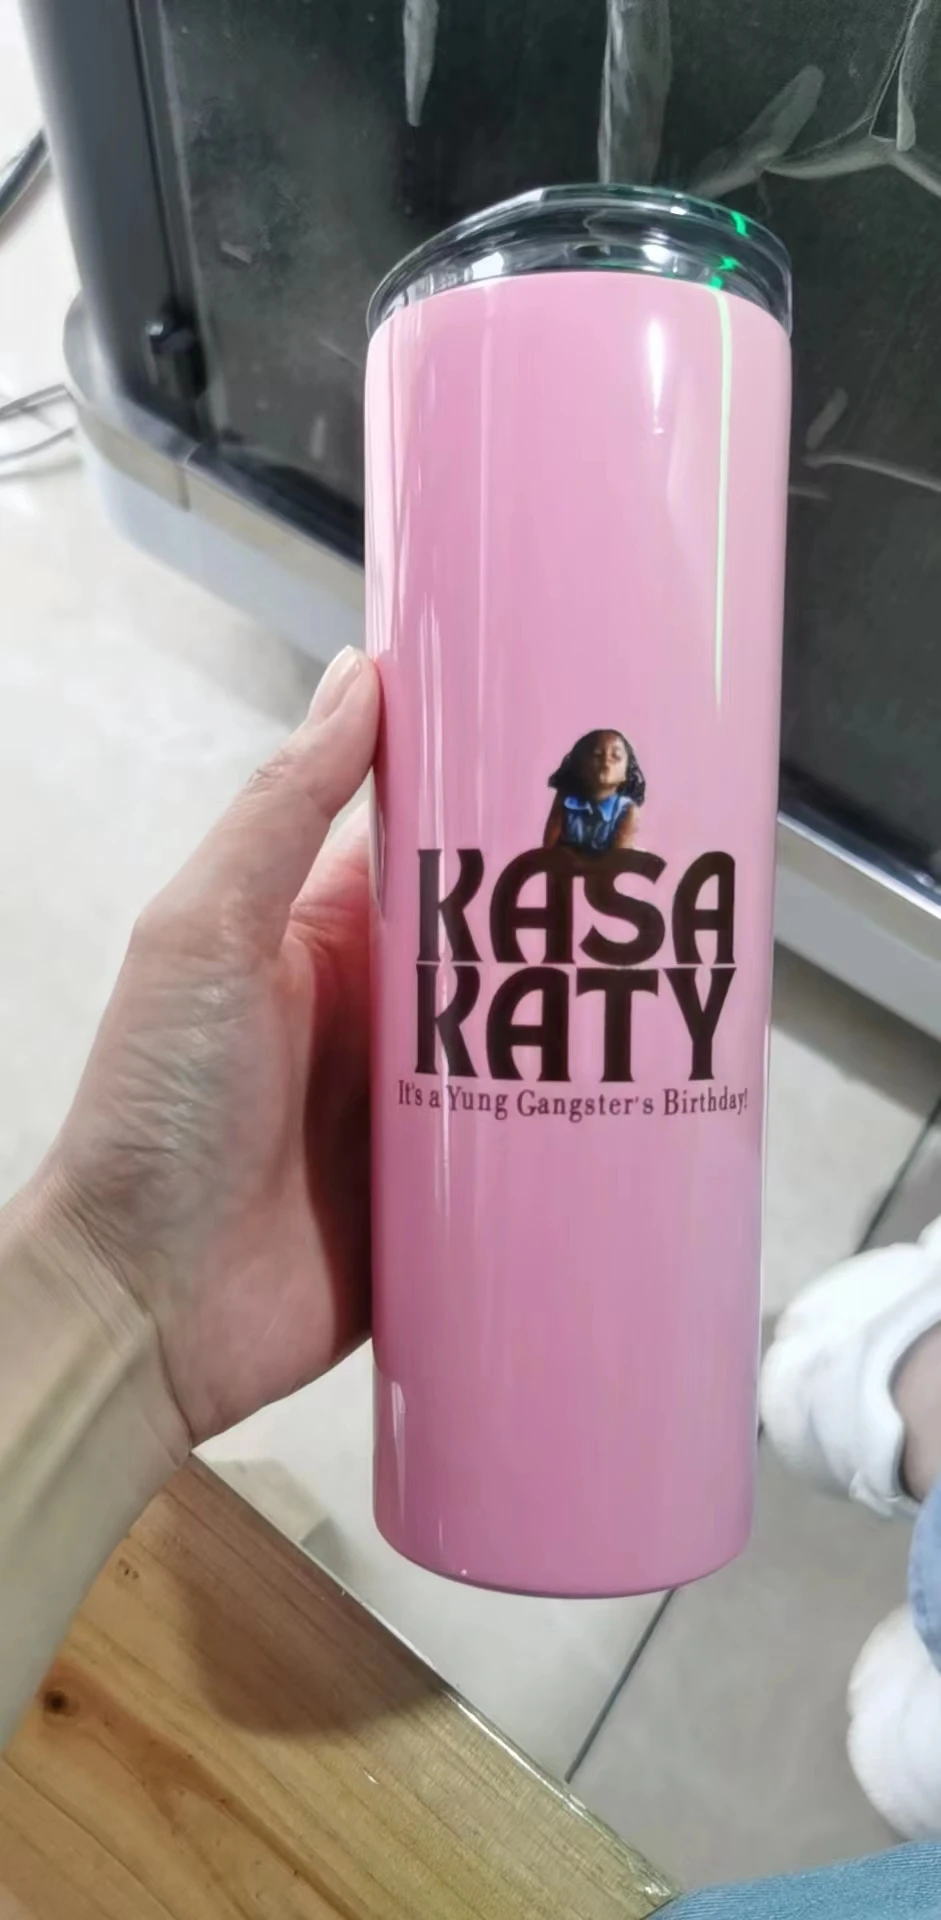 KASA
KATY
It's a Yung Gangster's Birthday!